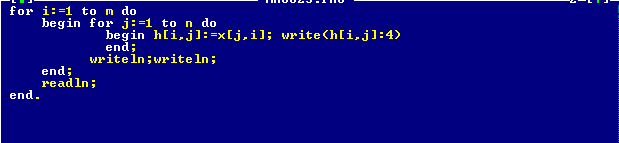 for i:=1 to m do
begin for j:=1 to n do
begin h[i,j]:=x[j,i]; write(h[i,j]:4)
end;
writeln;writeln;
end;
readln;
end.